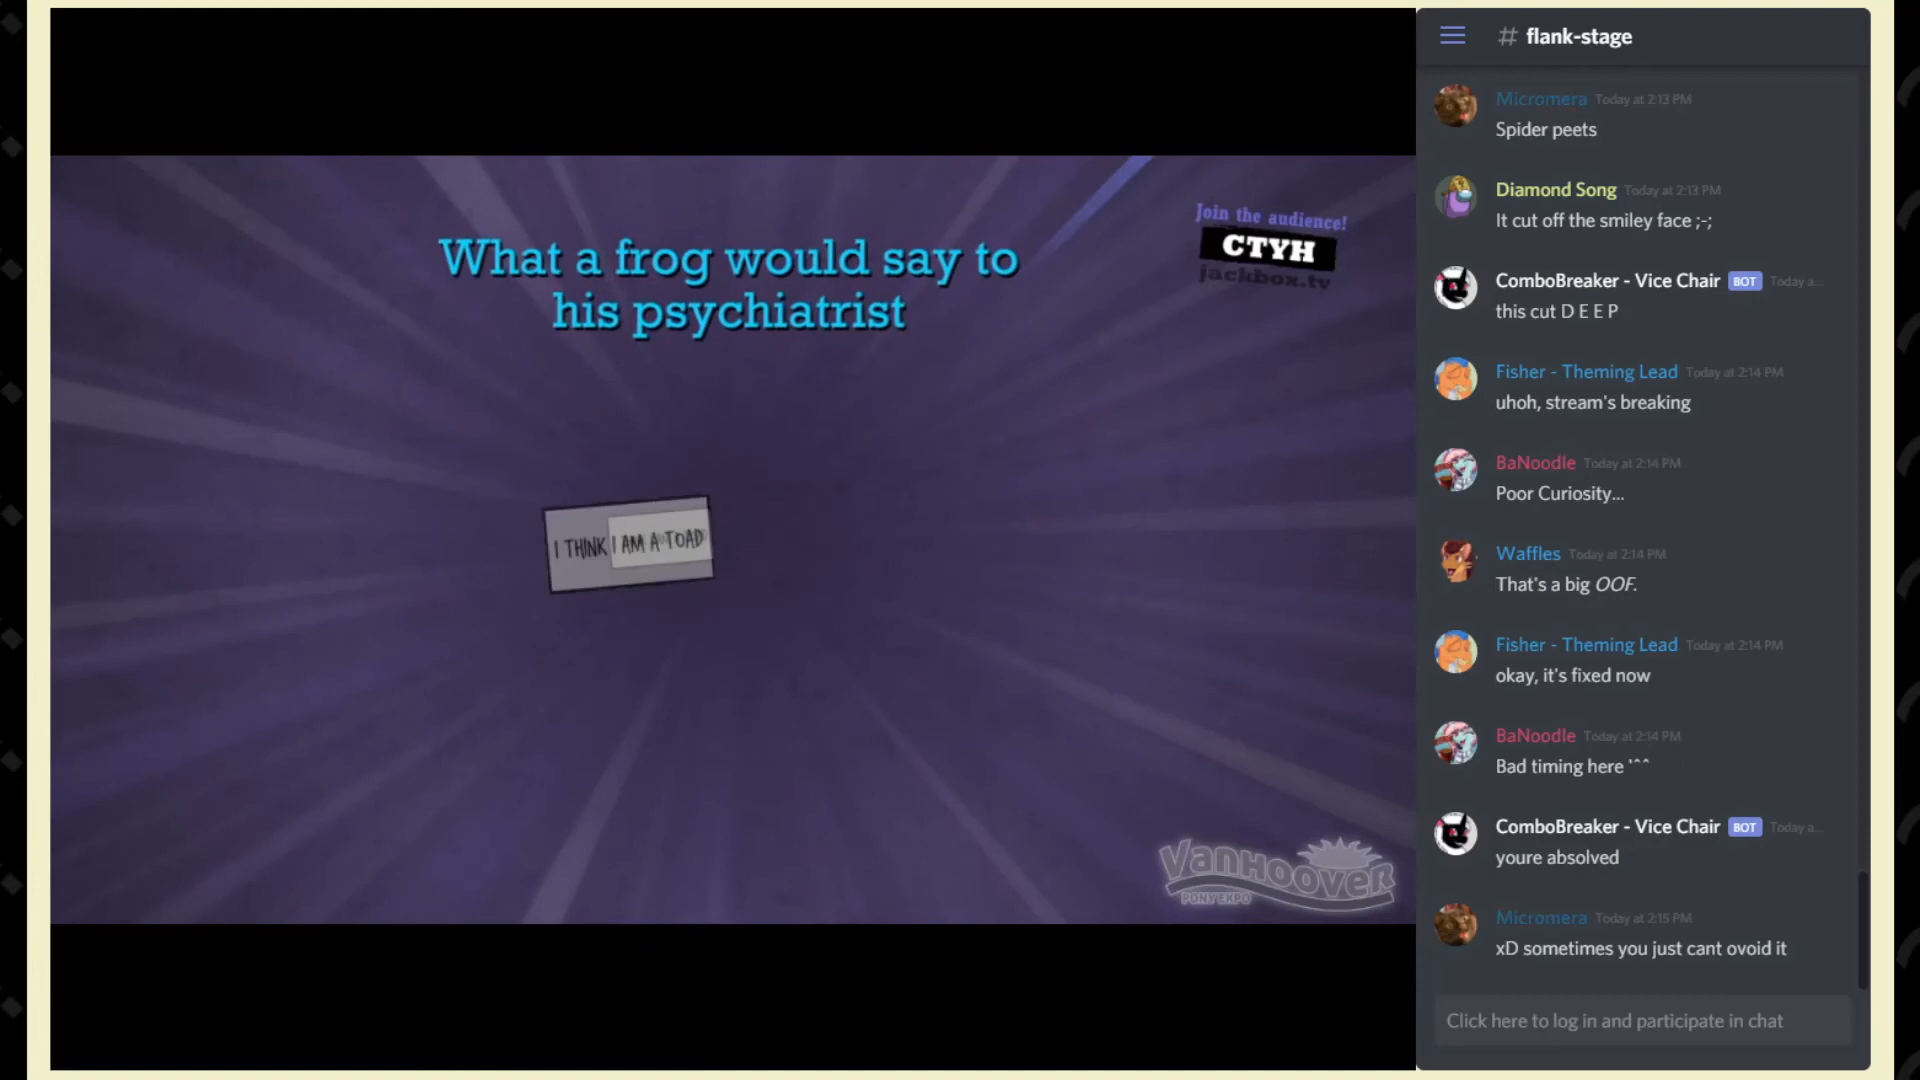 What a frog would say to
his psychiatrist
Join the audience!
CTYH
jackbox.tv
I THINK I AM A TOAD
VANHOOVER
PONY EXPO
# flank-stage
Micromera Today at 2:13 PM
Spider peets
Diamond Song Today at 2:13 PM
It cut off the smiley face ;-;
ComboBreaker - Vice Chair BOT Today a...
this cut D E E P
Fisher - Theming Lead Today at 2:14 PM
uhoh, stream's breaking
BaNoodle Today at 2:14 PM
Poor Curiosity...
Waffles Today at 2:14 PM
That's a big OOF.
Fisher - Theming Lead Today at 2:14 PM
okay, it's fixed now
BaNoodle Today at 2:14 PM
Bad timing here '^^
ComboBreaker - Vice Chair BOT Today a...
youre absolved
Micromera Today at 2:15 PM
xD sometimes you just cant ovoid it
Click here to log in and participate in chat